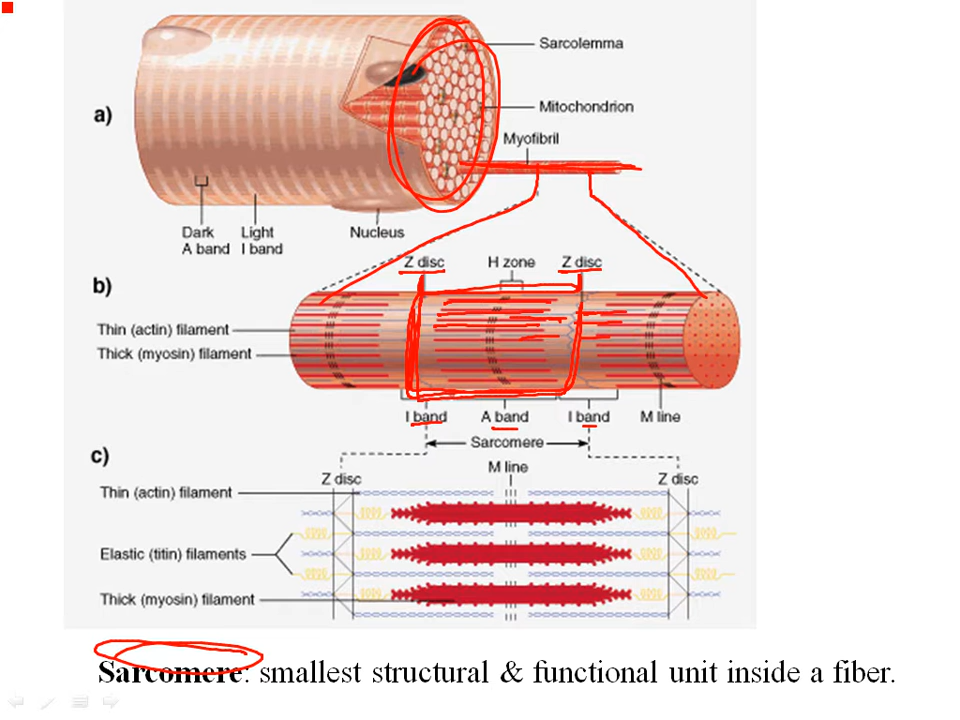 Sarcolemma
a)
Mitochondrion
Myofibril
Dark
A band
Light
I band
Nucleus
Z disc
H zone
Z disc
b)
Thin (actin) filament
Thick (myosin) filament
I band
A band
I band
M line
Sarcomere
c)
M line
Z disc
Z disc
Thin (actin) filament
Elastic (titin) filaments
Thick (myosin) filament
Sarcomere: smallest structural & functional unit inside a fiber.